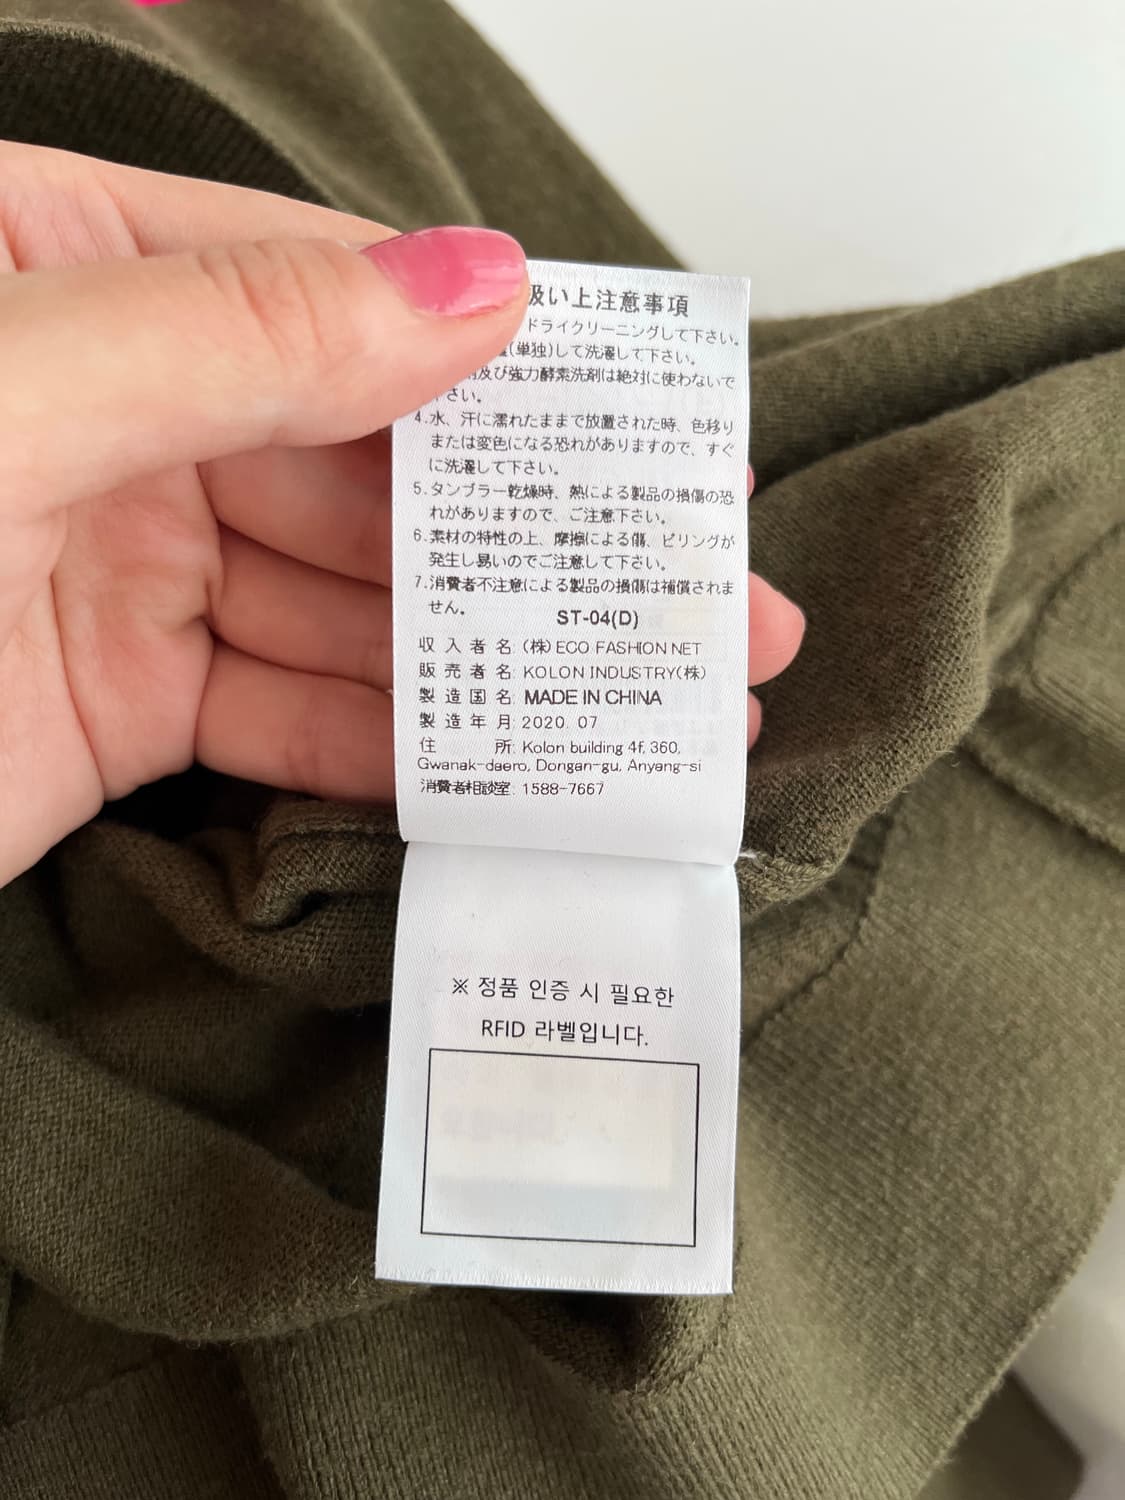 扱い上注意事項
ドライクリーニングして下さい。
(単独)して洗濯して下さい。
及び強力酵素洗剤は絶対に使わないで
さい。
4.水、汗に濡れたままで放置された時、色移り
または変色になる恐れがありますので、すぐ
に洗濯して下さい。
5.タンブラー乾燥時、熱による製品の損傷の恐
れがありますので、ご注意下さい。
6.素材の特性の上、摩擦による傷、ピリングが
発生し易いのでご注意して下さい。
7.消費者不注意による製品の損傷は補償されま
せん。
ST-04(D)
収入者名: (株) ECO FASHION NET
販売者名: KOLON INDUSTRY(株)
製造国名: MADE IN CHINA
製造年月: 2020. 07
住 所: Kolon building 4f, 360,
Gwanak-daero, Dongan-gu, Anyang-si
消費者相談室: 1588-7667
※ 정품 인증 시 필요한
RFID 라벨입니다.